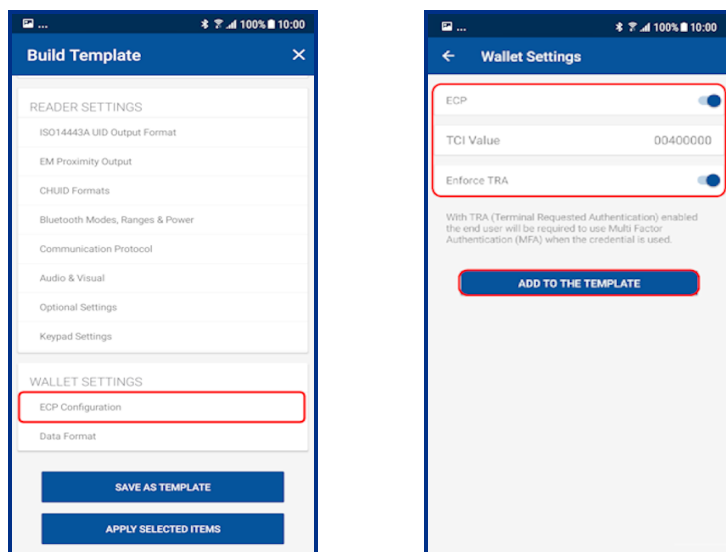 ... 100% 10:00
Build Template
READER SETTINGS
ISO14443A UID Output Format
EM Proximity Output
CHUID Formats
Bluetooth Modes, Ranges & Power
Communication Protocol
Audio & Visual
Optional Settings
Keypad Settings
WALLET SETTINGS
ECP Configuration
Data Format
SAVE AS TEMPLATE
APPLY SELECTED ITEMS
... 100% 10:00
Wallet Settings
ECP
TCI Value 00400000
Enforce TRA
With TRA (Terminal Requested Authentication) enabled
the end user will be required to use Multi Factor
Authentication (MFA) when the credential is used.
ADD TO THE TEMPLATE